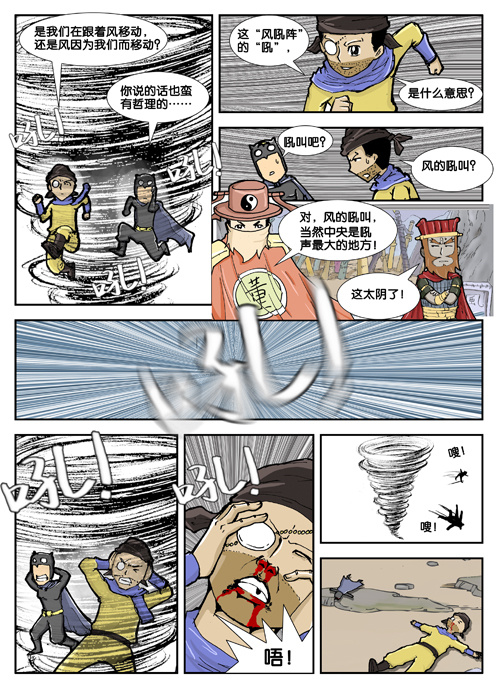 是我们在跟着风移动，
还是风因为我们而移动？
你说的话也蛮
有哲理的……
吼！
吼！
吼！
这“风吼阵”
的“吼”，
是什么意思？
吼叫吧？
风的吼叫？
对，风的吼叫，
当然中央是吼
声最大的地方！
董
这太阴了！
吼！
吼！
吼！
唔！
嗖！
嗖！